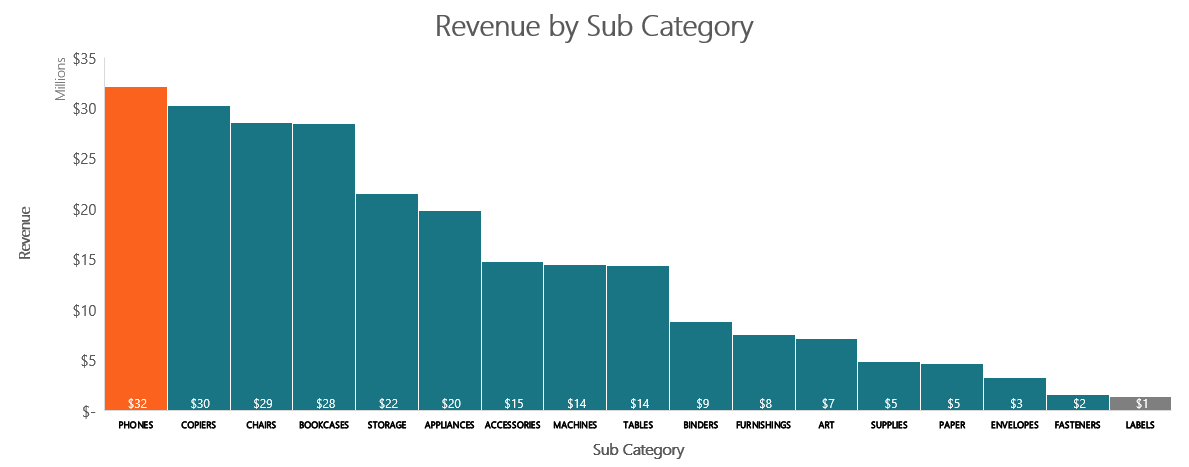 Revenue by Sub Category
Millions
$35
$30
$25
$20
$15
$10
$5
$-
Revenue
$32 $30 $29 $28 $22 $20 $15 $14 $14 $9 $8 $7 $5 $5 $3 $2 $1
PHONES COPIERS CHAIRS BOOKCASES STORAGE APPLIANCES ACCESSORIES MACHINES TABLES BINDERS FURNISHINGS ART SUPPLIES PAPER ENVELOPES FASTENERS LABELS
Sub Category